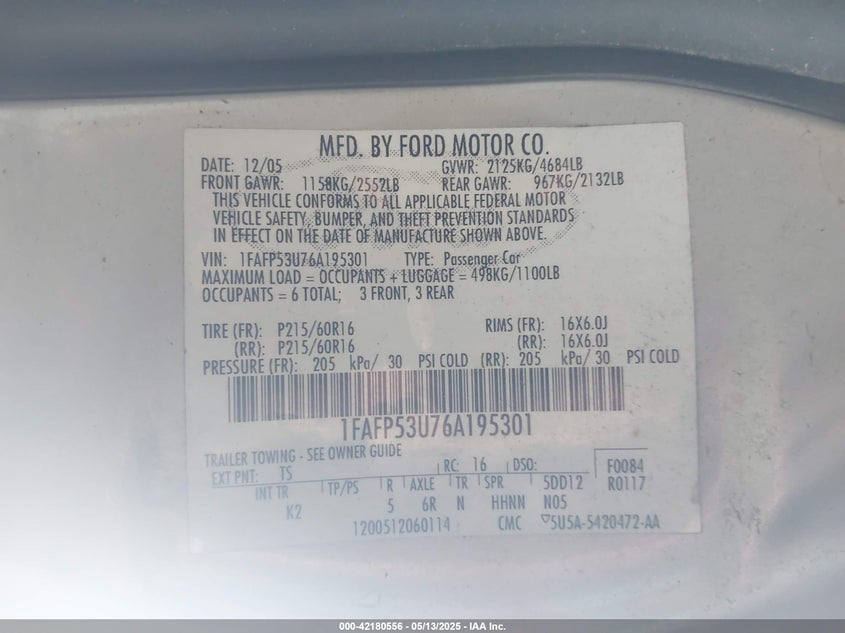 MFD. BY FORD MOTOR CO.
DATE: 12/05 GVWR: 2125KG/4684LB
FRONT GAWR: 1158KG/2552LB REAR GAWR: 967KG/2132LB
THIS VEHICLE CONFORMS TO ALL APPLICABLE FEDERAL MOTOR
VEHICLE SAFETY, BUMPER, AND THEFT PREVENTION STANDARDS
IN EFFECT ON THE DATE OF MANUFACTURE SHOWN ABOVE.
VIN: 1FAFP53U76A195301 TYPE: Passenger Car
MAXIMUM LOAD = OCCUPANTS + LUGGAGE = 498KG/1100LB
OCCUPANTS = 6 TOTAL; 3 FRONT, 3 REAR
TIRE (FR): P215/60R16 RIMS (FR): 16X6.0J
(RR): P215/60R16 (RR): 16X6.0J
PRESSURE (FR): 205 kPa/ 30 PSI COLD (RR): 205 kPa/ 30 PSI COLD
1FAFP53U76A195301
TRAILER TOWING - SEE OWNER GUIDE
EXT PNT: TS RC: 16 DSO: F0084
INT TR TP/PS R AXLE TR SPR 5DD12 R0117
K2 5 6R N HHNN N05
1200512060114 CMC ▽5U5A-5420472-AA
000-42180556 - 05/13/2025 - IAA Inc.